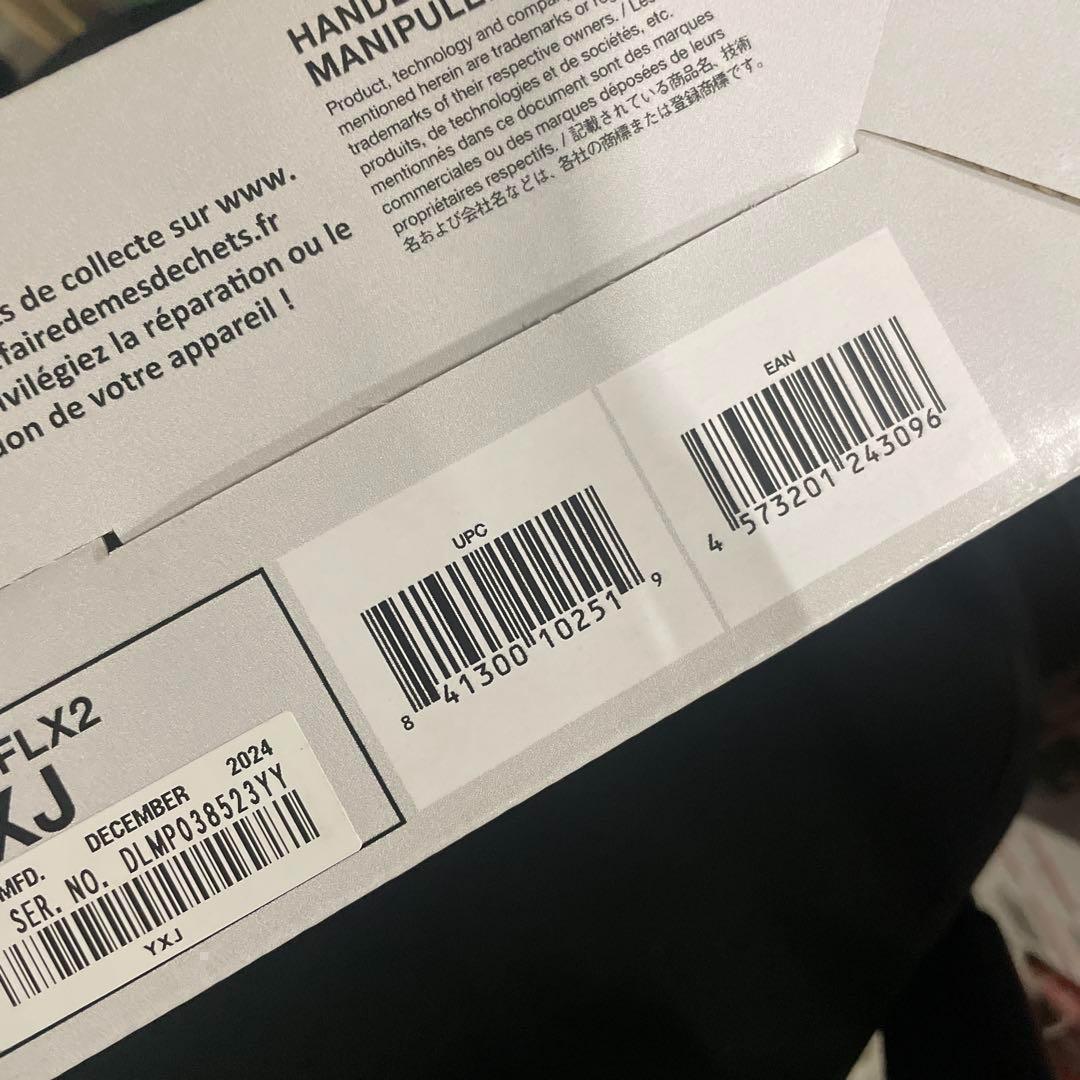 HANDL
MANIPULE
Product, technology and compa
mentioned herein are trademarks or reg
trademarks of their respective owners. / Les
produits, de technologies et de sociétés, etc.
mentionnés dans ce document sont des marques
commerciales ou des marques déposées de leurs
propriétaires respectifs. / 記載されている商品名、技術
名および会社名などは、各社の商標または登録商標です。
s de collecte sur www.
fairedemesdechets.fr
ivilégiez la réparation ou le
on de votre appareil !
EAN
4 573201 243096
UPC
8 41300 10251 9
FLX2
XJ
MFD. DECEMBER 2024
SER. NO. DLMP038523YY
YXJ